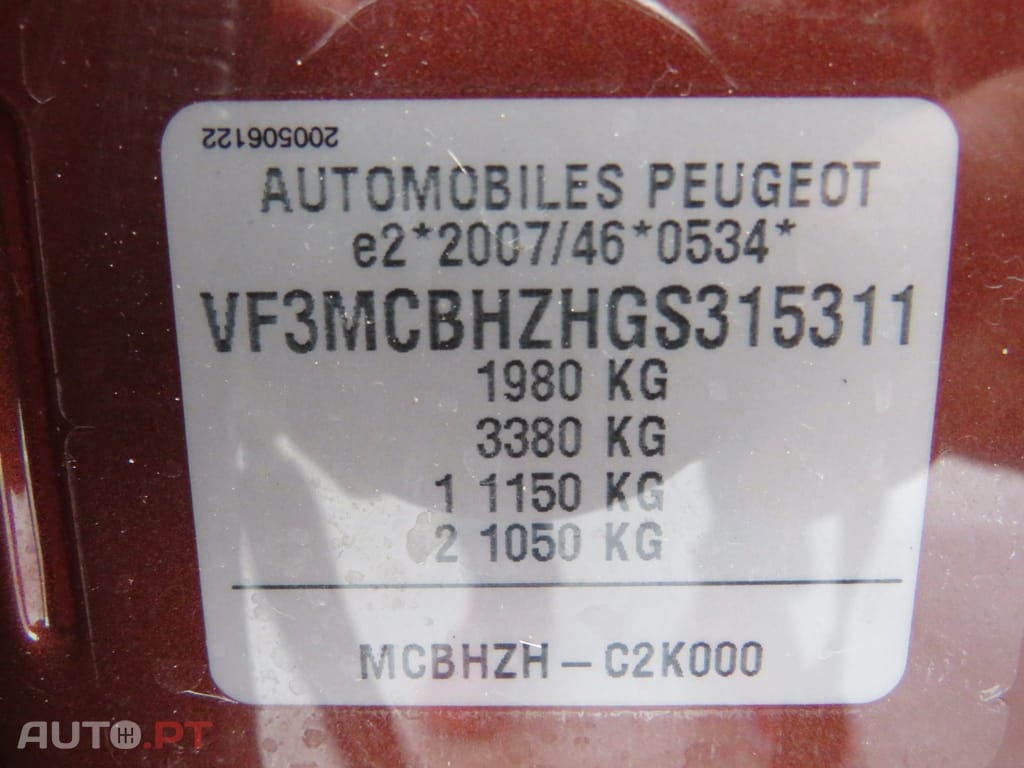 200506122
AUTOMOBILES PEUGEOT
e2*2007/46*0534*
VF3MCBHZHGS315311
1980 KG
3380 KG
1 1150 KG
2 1050 KG
MCBHZH – C2K000
AUTO.PT